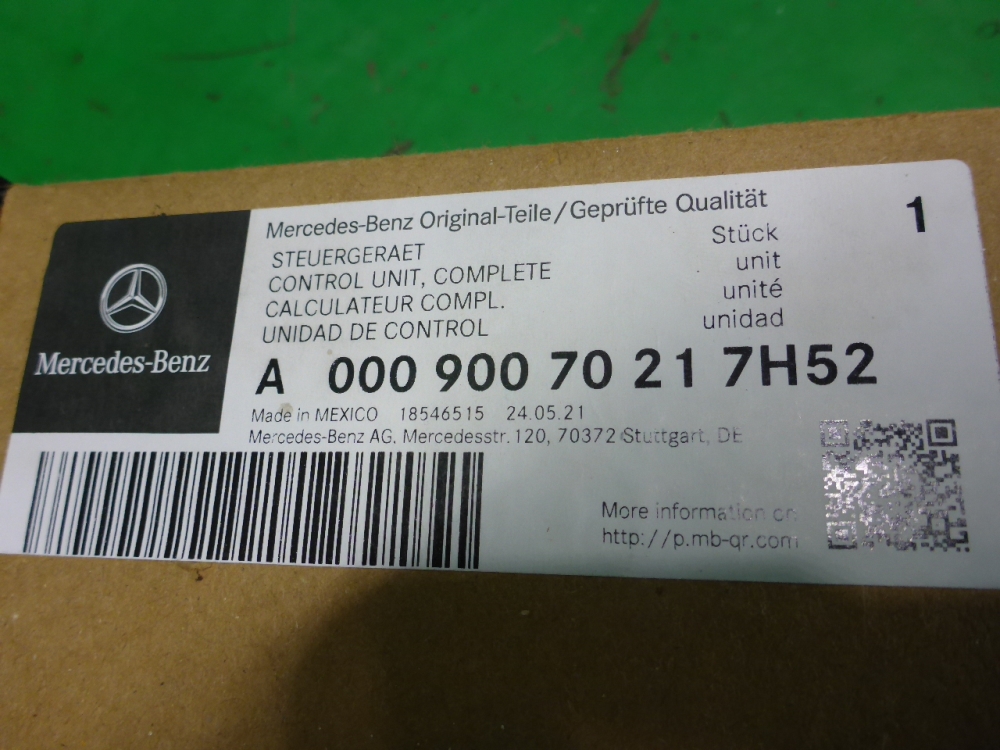 Mercedes-Benz
Mercedes-Benz Original-Teile/Geprüfte Qualität
STEUERGERAET
CONTROL UNIT, COMPLETE
CALCULATEUR COMPL.
UNIDAD DE CONTROL
Stück
unit
unité
unidad
1
A 000 900 70 21 7H52
Made in MEXICO 18546515 24.05.21
Mercedes-Benz AG. Mercedesstr. 120, 70372 Stuttgart, DE
More information on
http://p.mb-qr.com